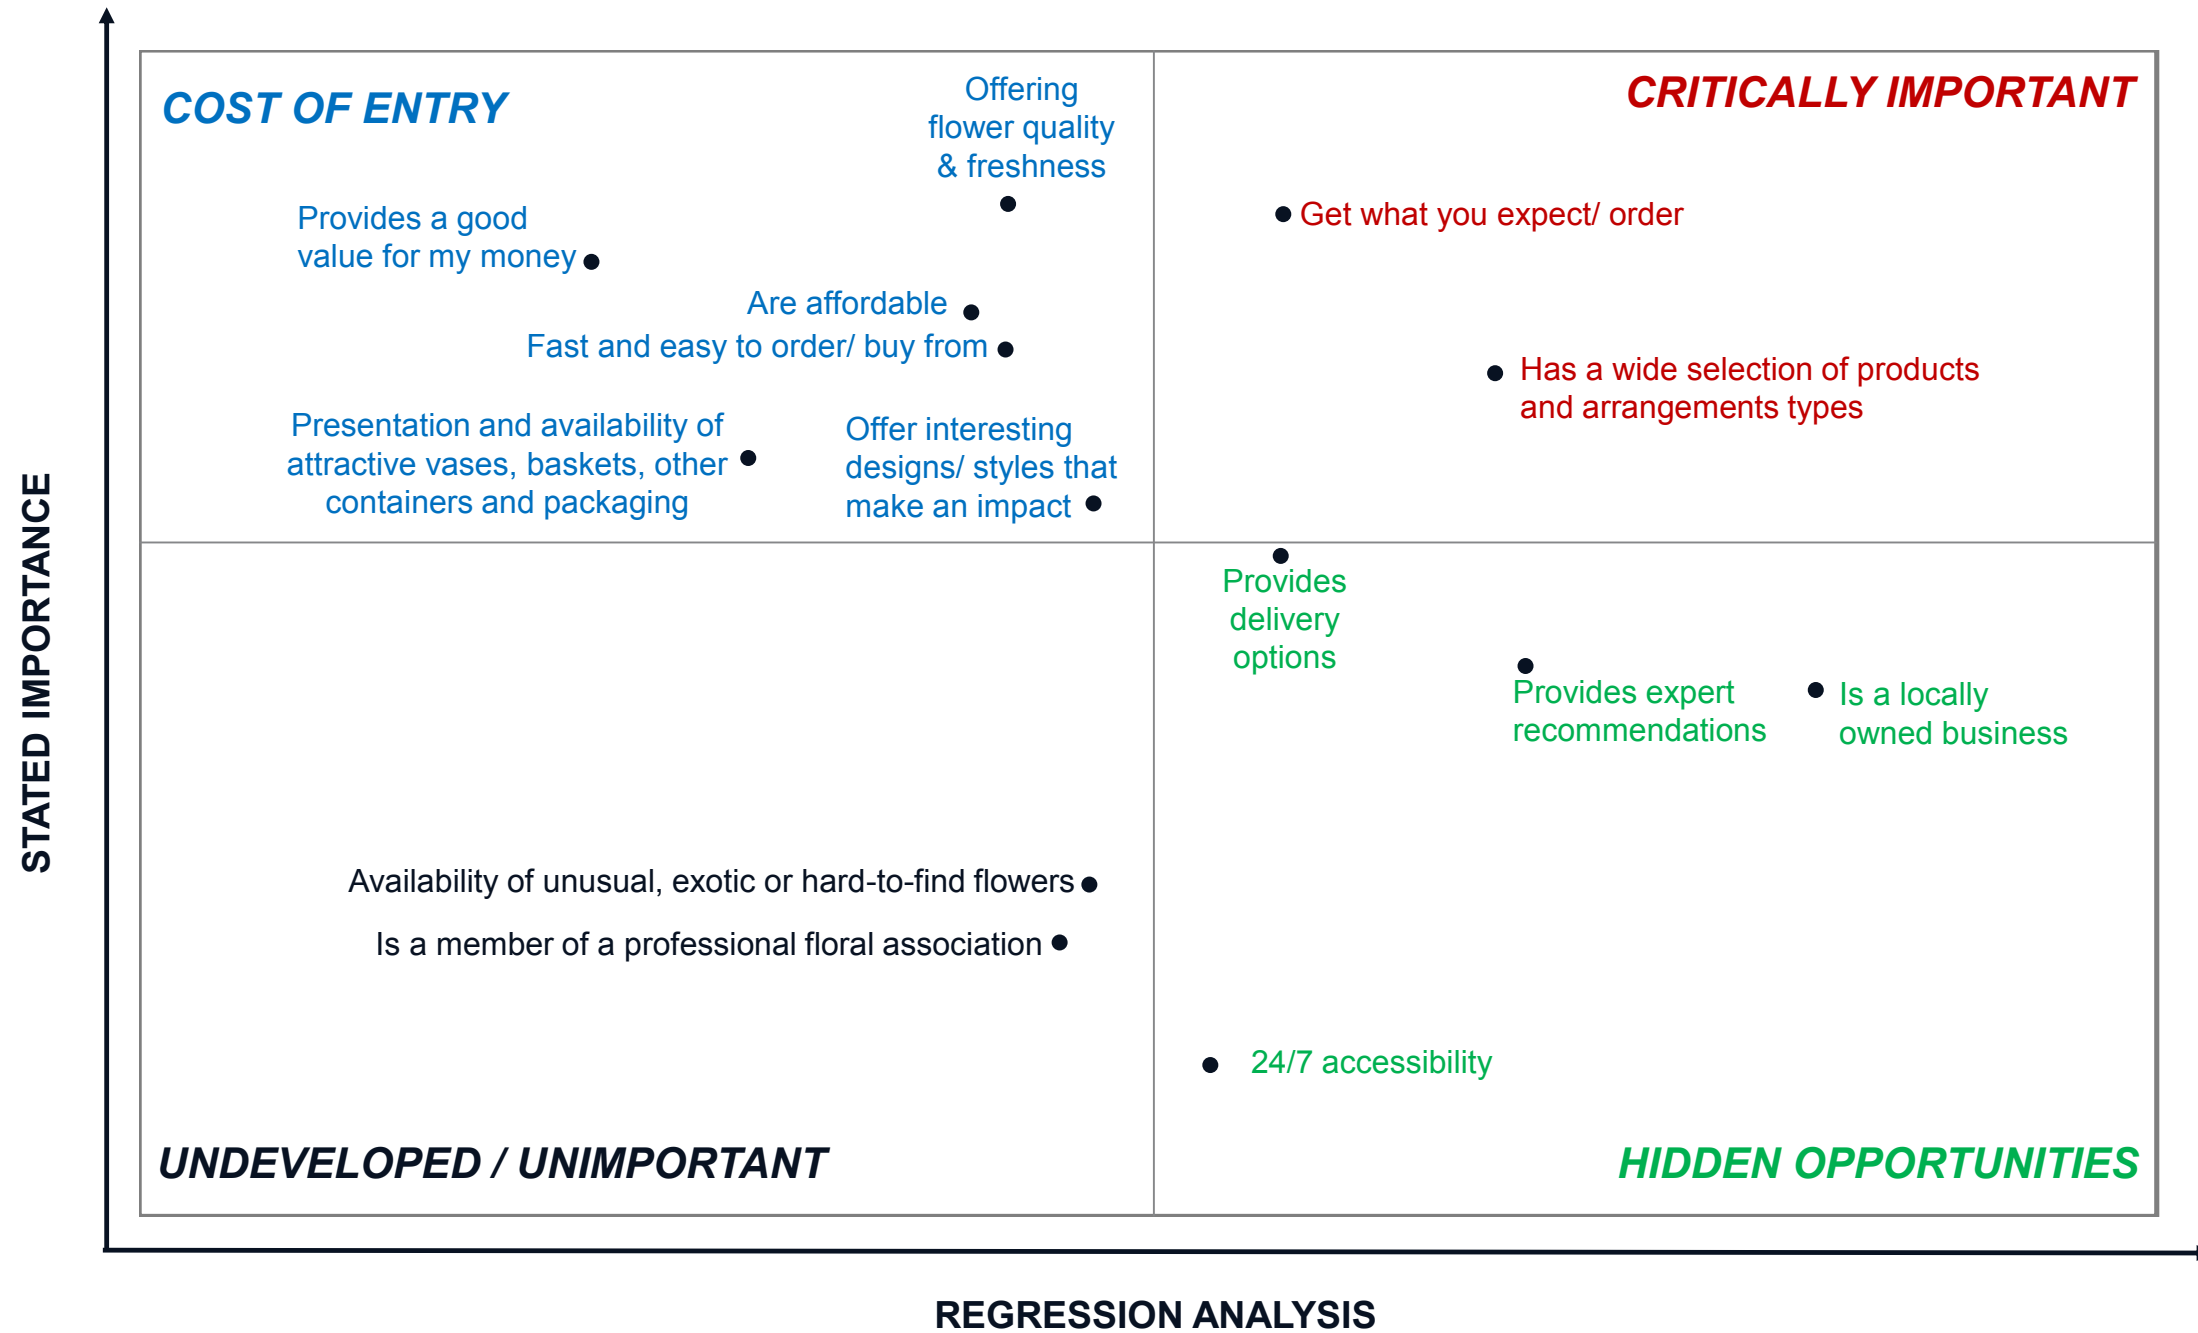 COST OF ENTRY
Offering
flower quality
& freshness
Provides a good
value for my money
Are affordable
Fast and easy to order/ buy from
Presentation and availability of
attractive vases, baskets, other
containers and packaging
Offer interesting
designs/ styles that
make an impact
CRITICALLY IMPORTANT
Get what you expect/ order
Has a wide selection of products
and arrangements types
STATED IMPORTANCE
Availability of unusual, exotic or hard-to-find flowers
Is a member of a professional floral association
UNDEVELOPED / UNIMPORTANT
Provides
delivery
options
Provides expert
recommendations
Is a locally
owned business
24/7 accessibility
HIDDEN OPPORTUNITIES
REGRESSION ANALYSIS